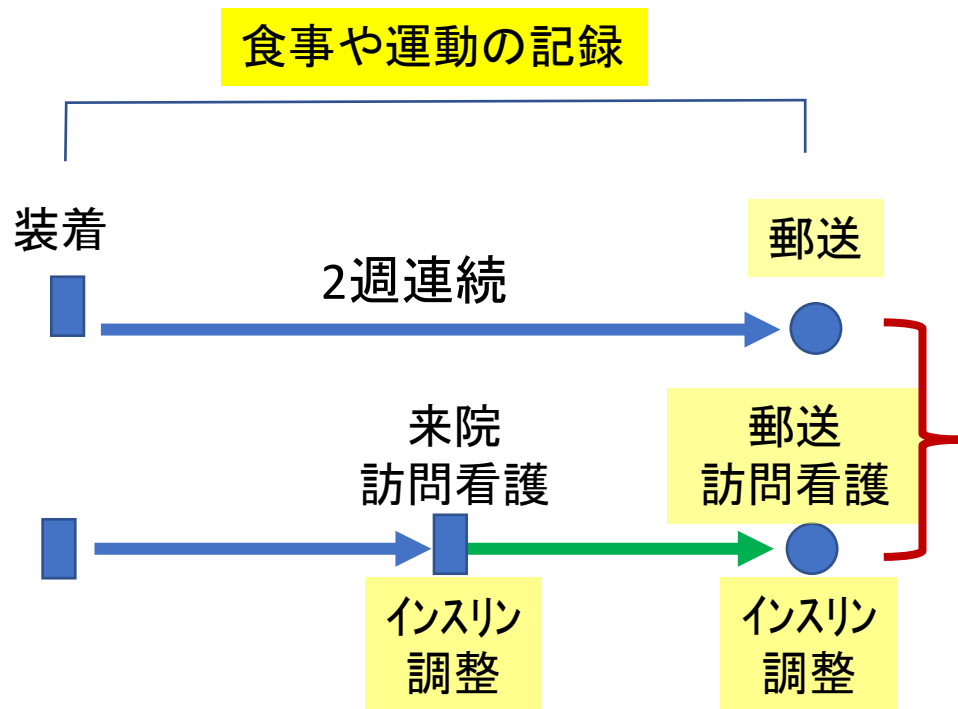 食事や運動の記録
装着
郵送
2週連続
来院
訪問看護
郵送
訪問看護
インスリン
調整
インスリン
調整